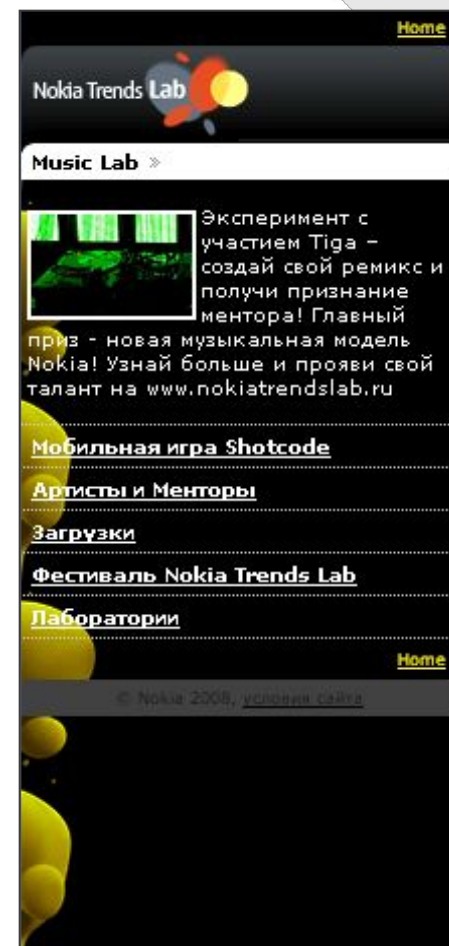 Home
Nokia Trends Lab
Music Lab »
Эксперимент с
участием Tiga –
создай свой ремикс и
получи признание
ментора! Главный
приз - новая музыкальная модель
Nokia! Узнай больше и прояви свой
талант на www.nokiatrendslab.ru
Мобильная игра Shotcode
Артисты и Менторы
Загрузки
Фестиваль Nokia Trends Lab
Лаборатории
Home
© Nokia 2008, условия сайта